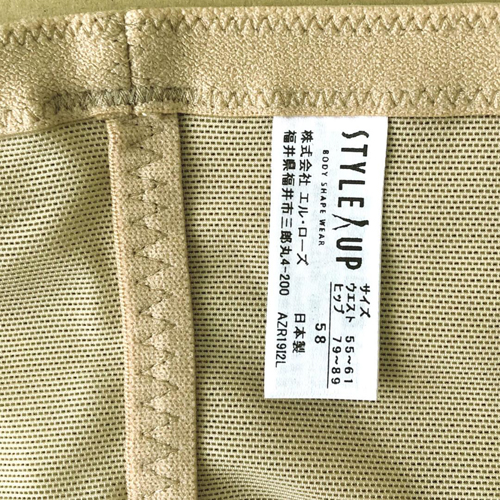 STYLE UP
BODY SHAPE WEAR
サイズ 58
ウエスト 55~61
ヒップ 79~89
株式会社 エル・ローズ
福井県福井市三郎丸4-200
日本製
AZR1912L